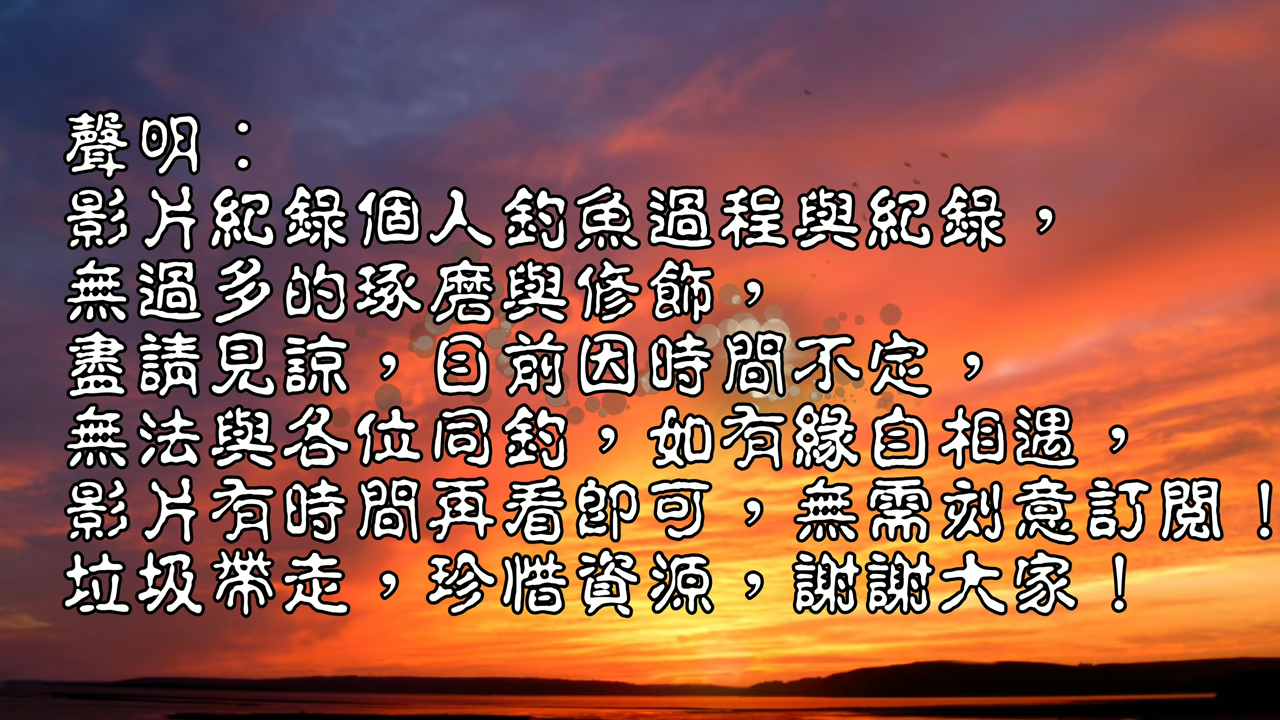 聲明：
影片紀錄個人釣魚過程與紀錄，
無過多的琢磨與修飾，
盡請見諒，目前因時間不定，
無法與各位同釣，如有緣自相遇，
影片有時間再看即可，無需刻意訂閱！
垃圾帶走，珍惜資源，謝謝大家！